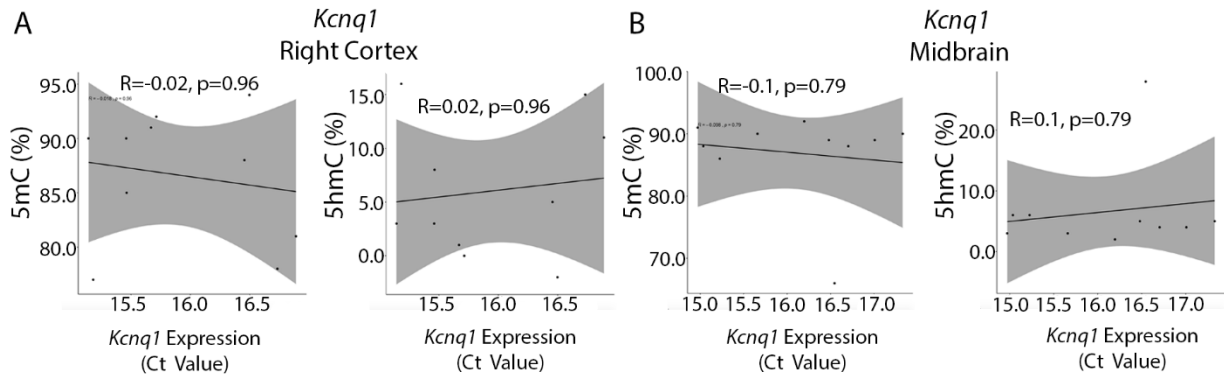 A
Kcnq1
Right Cortex
R=-0.02, p=0.96
5mC (%)
95.0
90.0
85.0
80.0
15.5
16.0
16.5
Kcnq1 Expression
(Ct Value)
R=0.02, p=0.96
5hmC (%)
15.0
10.0
5.0
0.0
15.5
16.0
16.5
Kcnq1 Expression
(Ct Value)
B
Kcnq1
Midbrain
R=-0.1, p=0.79
5mC (%)
100.0
90.0
80.0
70.0
15.0
15.5
16.0
16.5
17.0
Kcnq1 Expression
(Ct Value)
R=0.1, p=0.79
5hmC (%)
20.0
10.0
0.0
15.0
15.5
16.0
16.5
17.0
Kcnq1 Expression
(Ct Value)